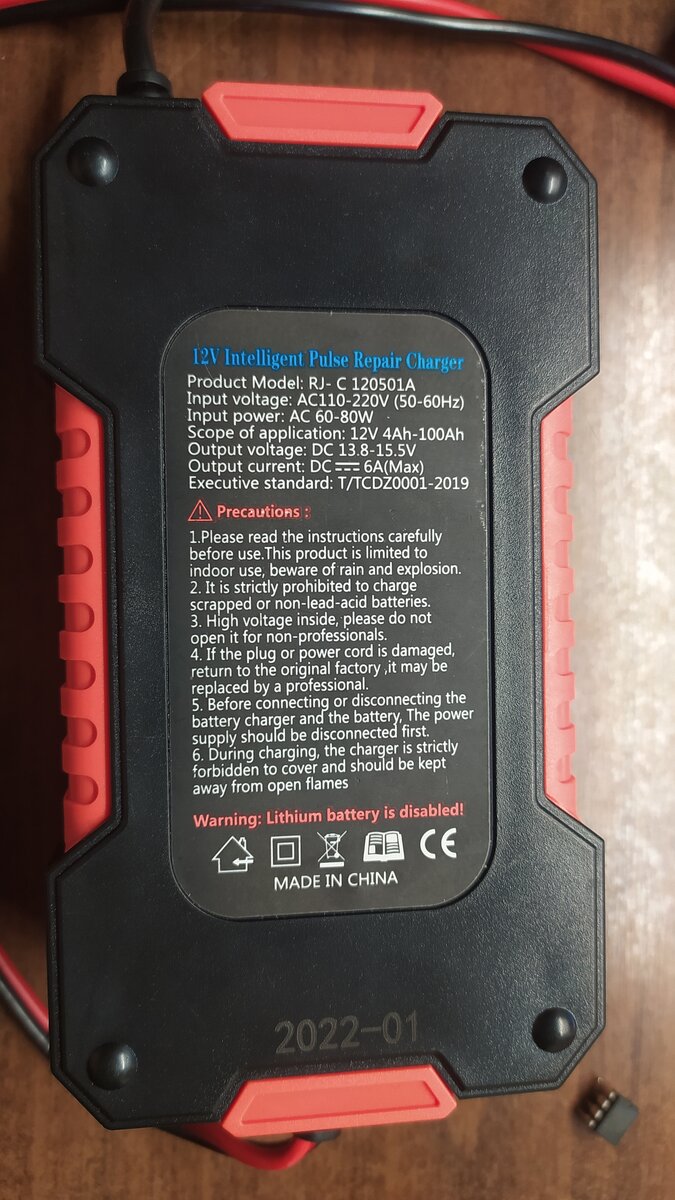 12V Intelligent Pulse Repair Charger
Product Model: RJ- C 120501A
Input voltage: AC110-220V (50-60Hz)
Input power: AC 60-80W
Scope of application: 12V 4Ah-100Ah
Output voltage: DC 13.8-15.5V
Output current: DC 6A(Max)
Executive standard: T/TCDZ0001-2019
Precautions :
1.Please read the instructions carefully
before use.This product is limited to
indoor use, beware of rain and explosion.
2. It is strictly prohibited to charge
scrapped or non-lead-acid batteries.
3. High voltage inside, please do not
open it for non-professionals.
4. If the plug or power cord is damaged,
return to the original factory ,it may be
replaced by a professional.
5. Before connecting or disconnecting the
battery charger and the battery, The power
supply should be disconnected first.
6. During charging, the charger is strictly
forbidden to cover and should be kept
away from open flames
Warning: Lithium battery is disabled!
CE
MADE IN CHINA
2022-01